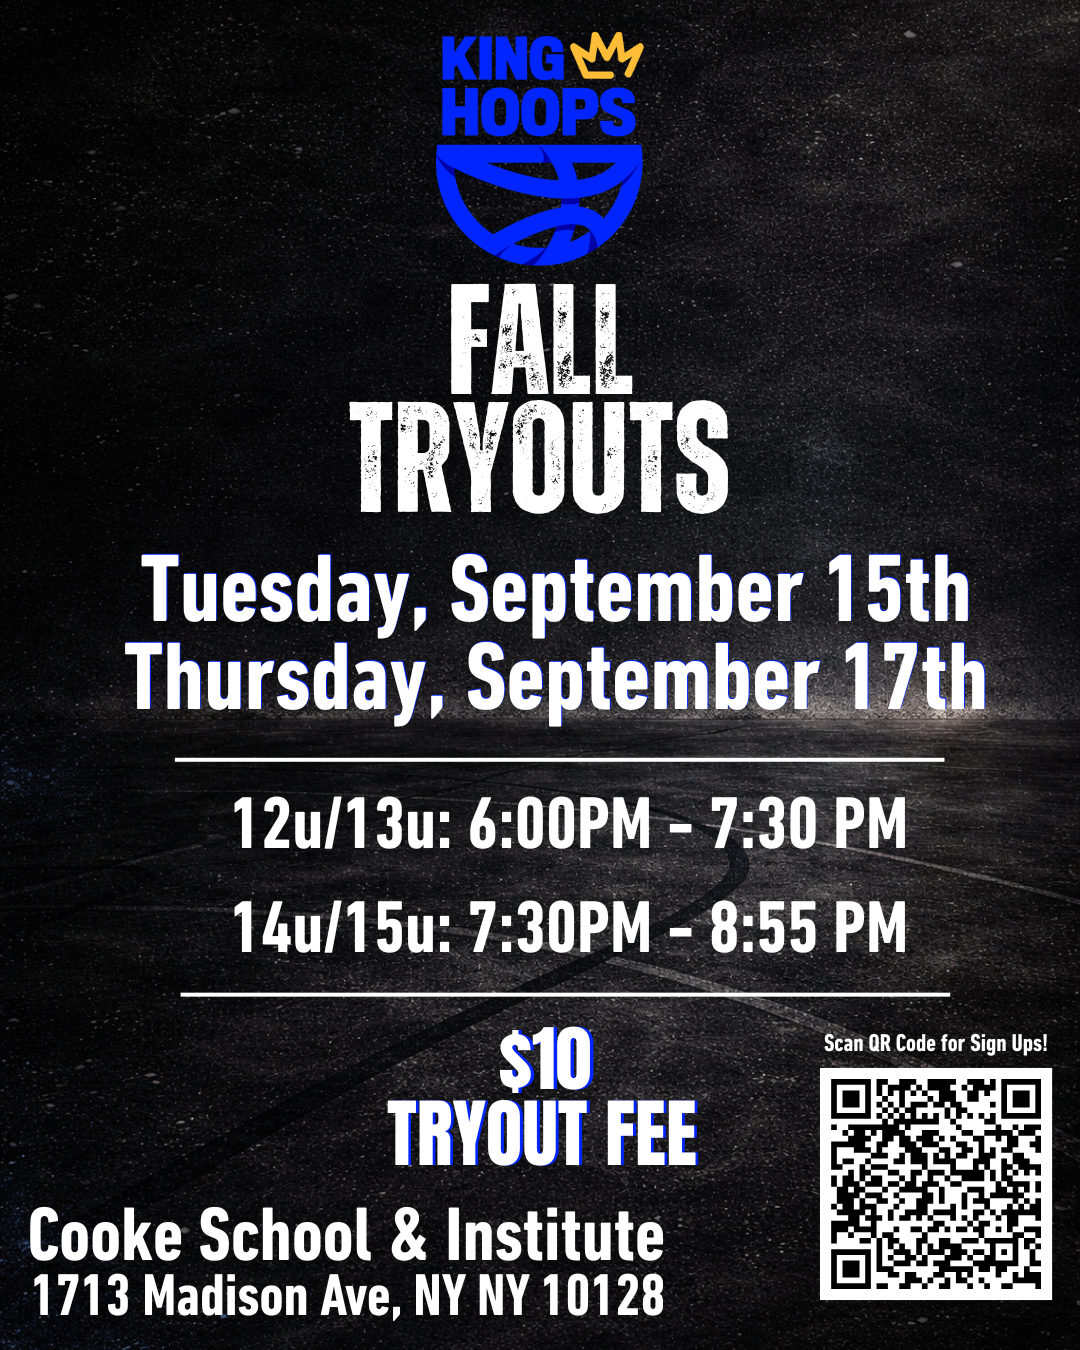 KING
HOOPS
FALL
TRYOUTS
Tuesday, September 15th
Thursday, September 17th
12u/13u: 6:00PM - 7:30 PM
14u/15u: 7:30PM - 8:55 PM
$10
TRYOUT FEE
Scan QR Code for Sign Ups!
Cooke School & Institute
1713 Madison Ave, NY NY 10128